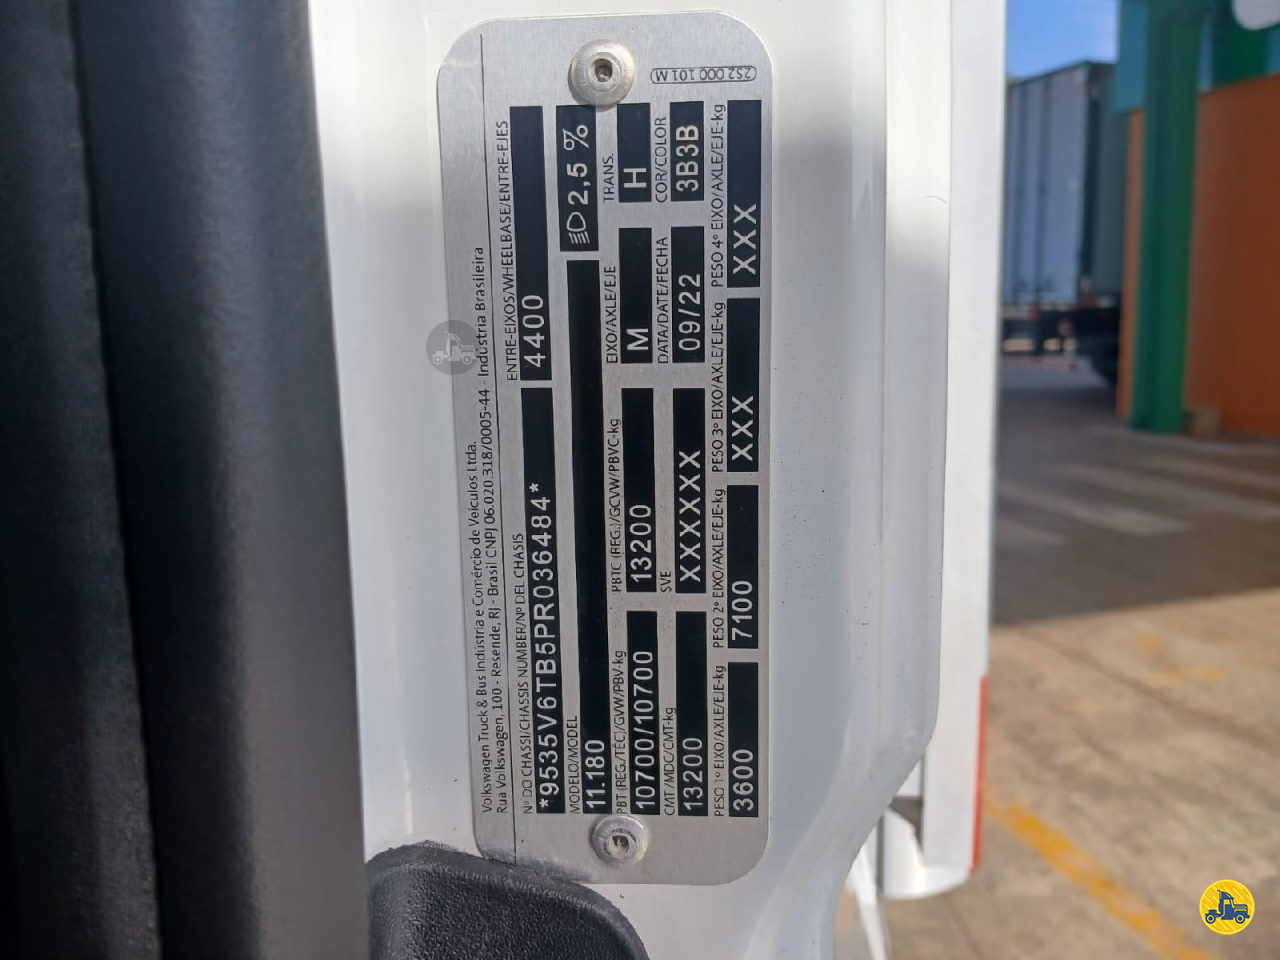 Volkswagen Truck & Bus Indústria e Comércio de Veículos Ltda.
Rua Volkswagen, 100 - Resende, RJ - Brasil CNPJ 06.020.318/0005-44 - Indústria Brasileira
Nº DO CHASSI/CHASSIS NUMBER/Nº DEL CHASIS
ENTRE-EIXOS/WHEELBASE/ENTRE-EJES
*9535V6TB5PR036484*
4400
MODELO/MODEL
11.180
2,5 %
PBT (REG./TÉC)/GVW/PBV-kg
PBTC (REG.)/GCVW/PBVC-kg
EIXO/AXLE/EJE
TRANS.
10700/10700
13200
M
H
CMT/MDC/CMT-kg
SVE
DATA/DATE/FECHA
COR/COLOR
13200
XXXXXX
09/22
3B3B
PESO 1º EIXO/AXLE/EJE-kg
PESO 2º EIXO/AXLE/EJE-kg
PESO 3º EIXO/AXLE/EJE-kg
PESO 4º EIXO/AXLE/EJE-kg
3600
7100
XXX
XXX
2S2 000 101 M